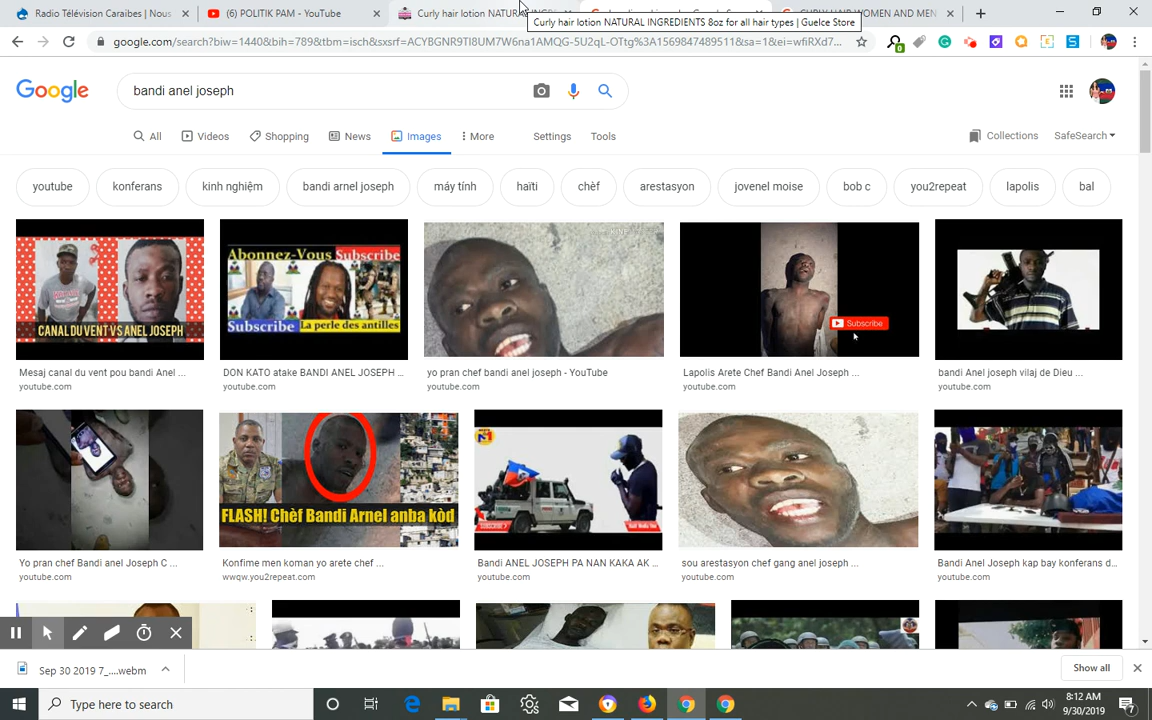 Radio Télévision Caraibes | Nous
(6) POLITIK PAM - YouTube
Curly hair lotion NATURAL
CURLY HAIR WOMEN AND MEN
Curly hair lotion NATURAL INGREDIENTS 8oz for all hair types | Guelce Store
google.com/search?biw=1440&bih=789&tbm=isch&sxsrf=ACYBGNR9TI8UM7W6na1AMQG-5U2qL-OTtg%3A1569847489511&sa=1&ei=wfiRXd7...
Google
bandi anel joseph
All
Videos
Shopping
News
Images
More
Settings
Tools
Collections
SafeSearch
youtube
konferans
kinh nghiệm
bandi arnel joseph
máy tính
haïti
chèf
arestasyon
jovenel moise
bob c
you2repeat
lapolis
bal
CANAL DU VENT VS ANEL JOSEPH
Abonnez-Vous Subscribe
Subscribe La perle des antilles
Subscribe
Mesaj canal du vent pou bandi Anel ...
youtube.com
DON KATO atake BANDI ANEL JOSEPH ...
youtube.com
yo pran chef bandi anel joseph - YouTube
youtube.com
Lapolis Arete Chef Bandi Anel Joseph ...
youtube.com
bandi Anel joseph vilaj de Dieu ...
youtube.com
FLASH! Chèf Bandi Arnel anba kòd
Yo pran chef Bandi anel Joseph C ...
youtube.com
Konfime men koman yo arete chef ...
wwqw.you2repeat.com
Bandi ANEL JOSEPH PA NAN KAKA AK ...
youtube.com
sou arestasyon chef gang anel joseph ...
youtube.com
Bandi Anel Joseph kap bay konferans d...
youtube.com
Sep 30 2019 7_....webm
Show all
Type here to search
8:12 AM
9/30/2019
7